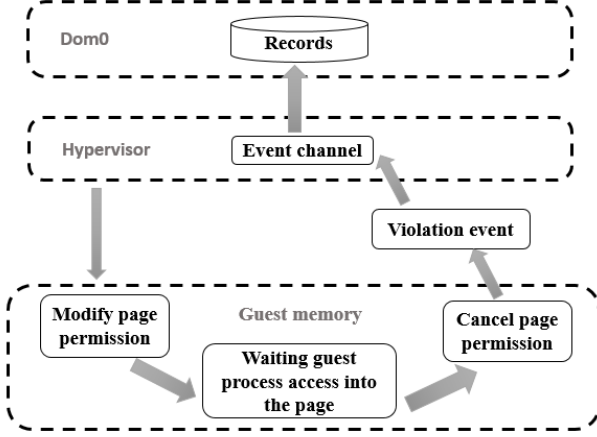 Dom0
Records
Hypervisor
Event channel
Violation event
Modify page
permission
Guest memory
Cancel page
permission
Waiting guest
process access into
the page